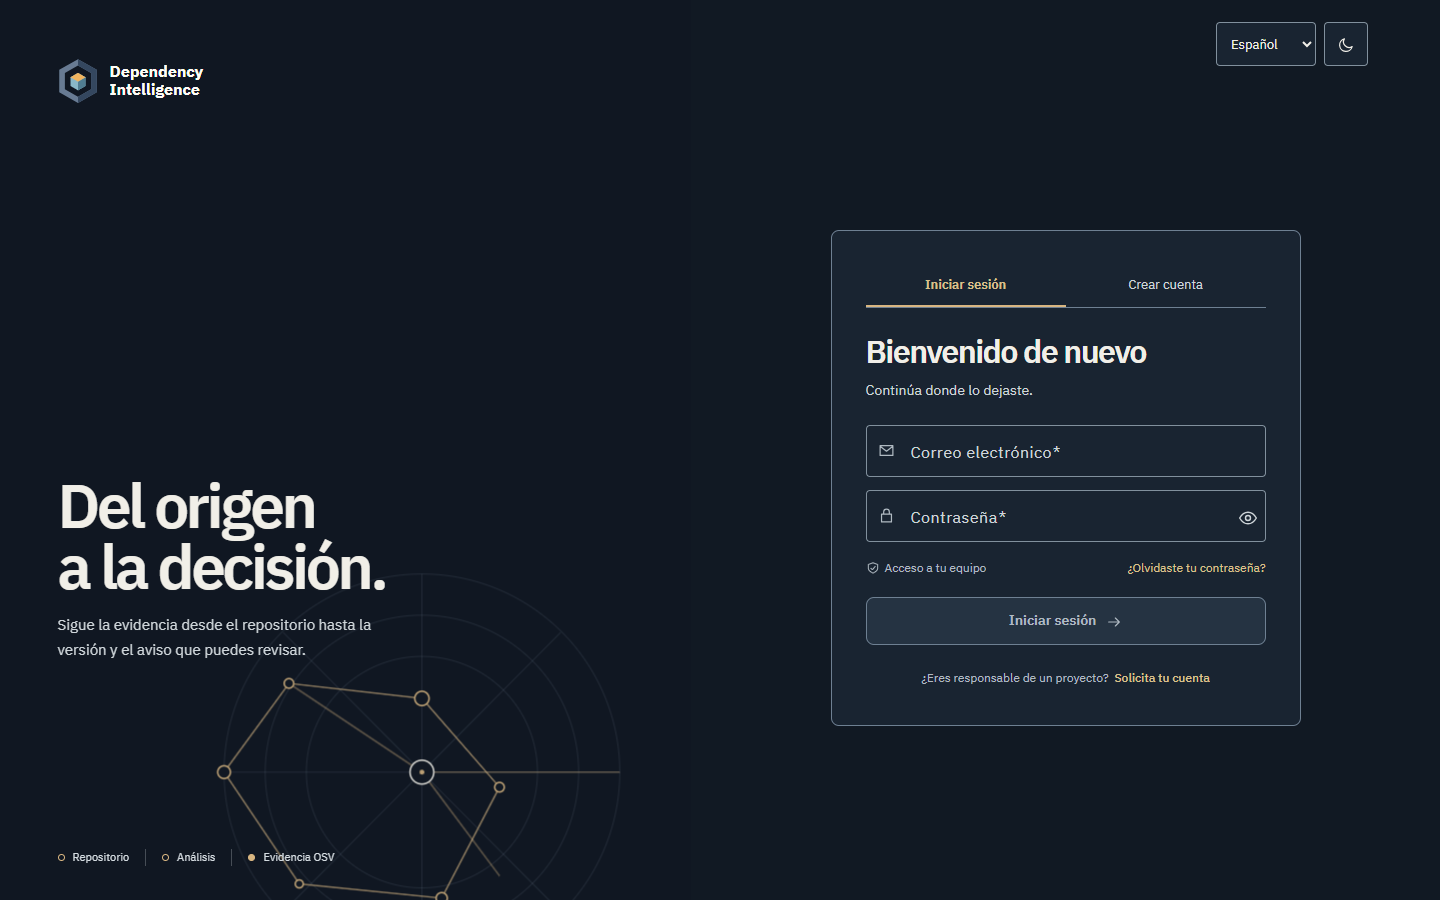 Dependency
Intelligence
Español
Del origen
a la decisión.
Sigue la evidencia desde el repositorio hasta la
versión y el aviso que puedes revisar.
Repositorio
Análisis
Evidencia OSV
Iniciar sesión
Crear cuenta
Bienvenido de nuevo
Continúa donde lo dejaste.
Correo electrónico*
Contraseña*
Acceso a tu equipo
¿Olvidaste tu contraseña?
Iniciar sesión
¿Eres responsable de un proyecto? Solicita tu cuenta